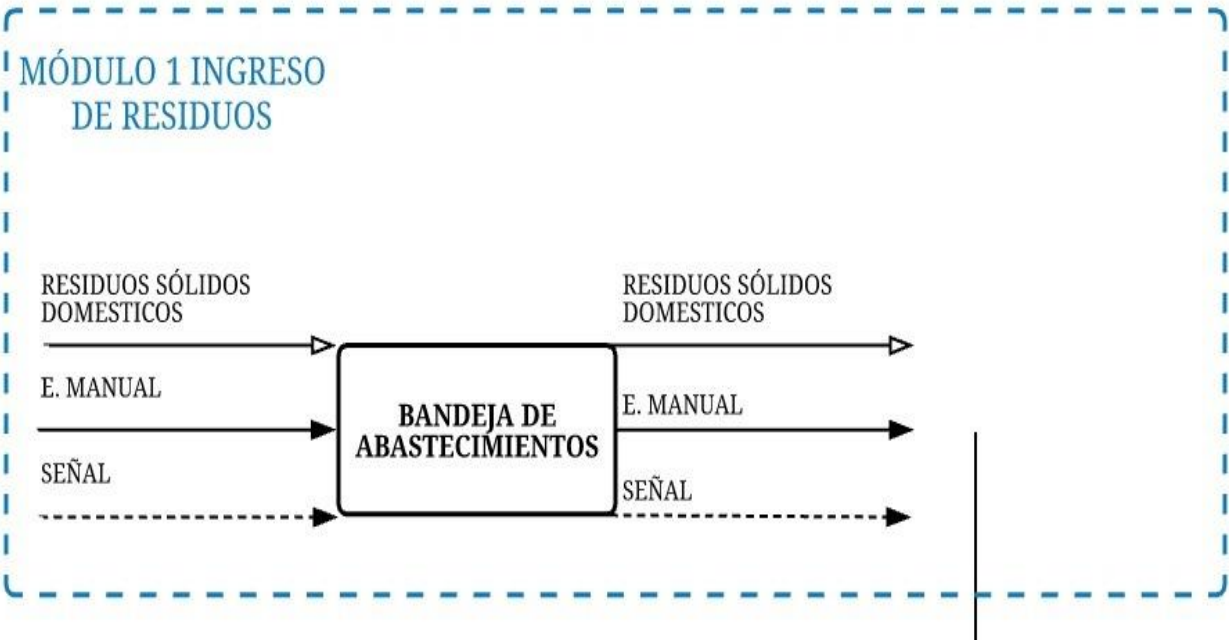 MÓDULO 1 INGRESO
DE RESIDUOS
RESIDUOS SÓLIDOS
DOMESTICOS
E. MANUAL
SEÑAL
BANDEJA DE
ABASTECIMIENTOS
RESIDUOS SÓLIDOS
DOMESTICOS
E. MANUAL
SEÑAL